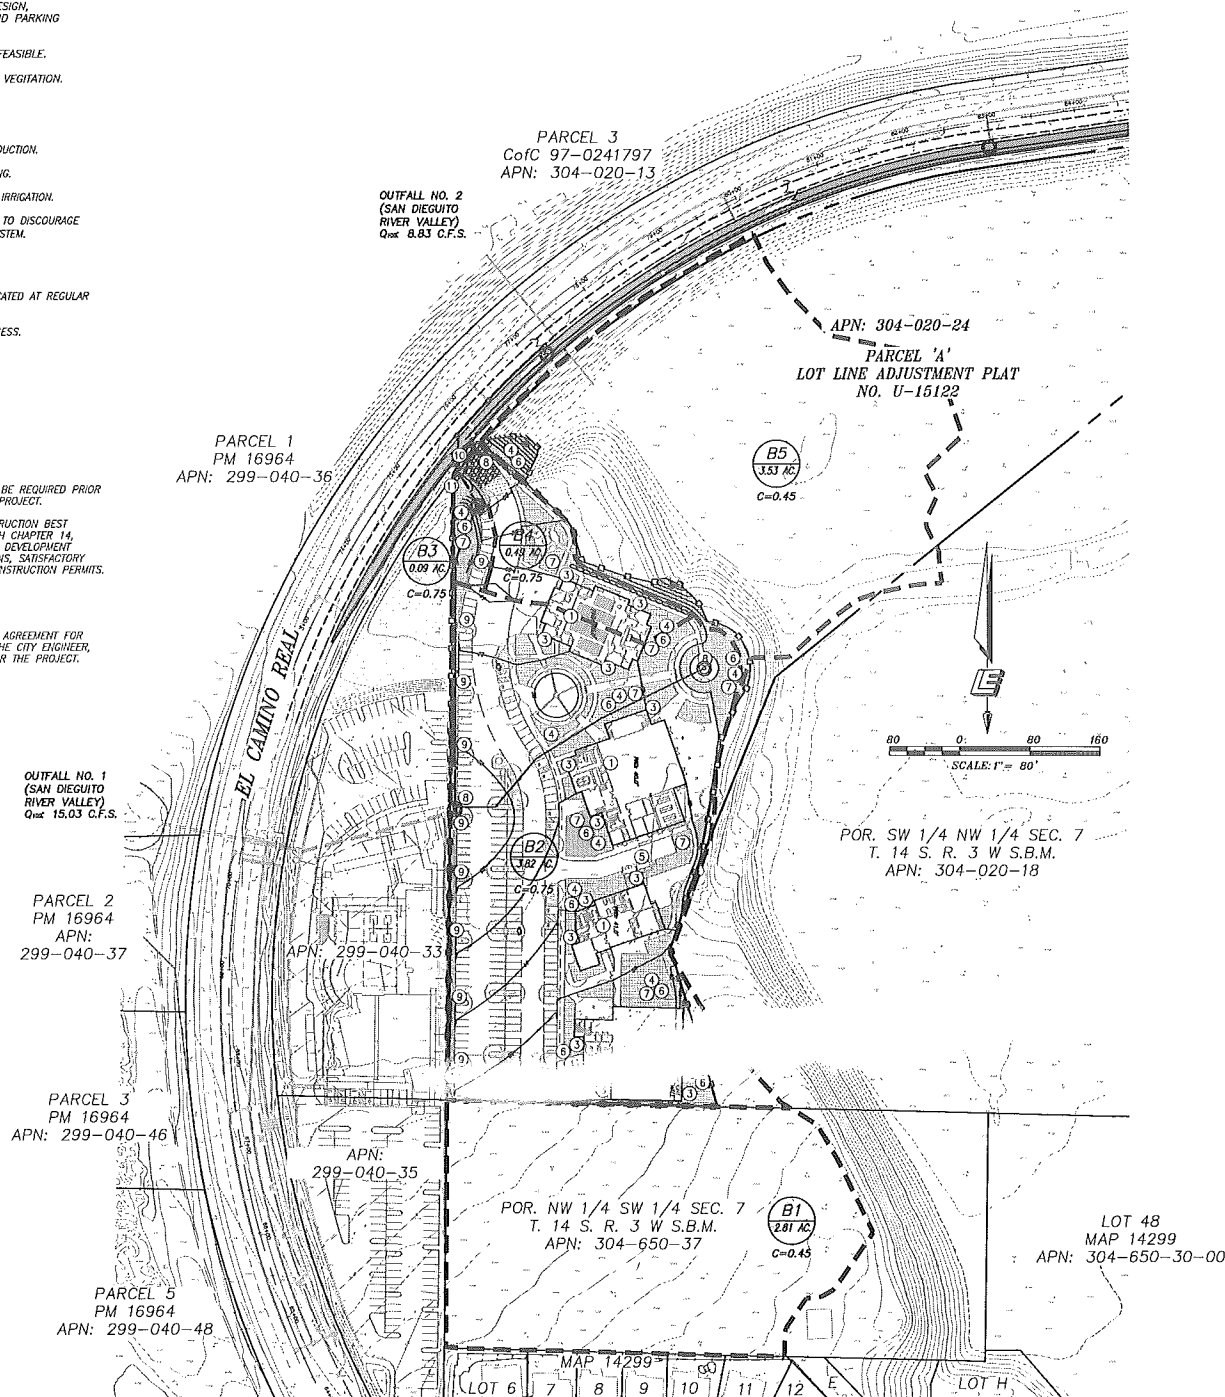 ESIGN,
D PARKING
FEASIBLE.
VEGITATION.
DUCTION.
NG.
IRRIGATION.
TO DISCOURAGE
STEM.
CATED AT REGULAR
ESS.
BE REQUIRED PRIOR
PROJECT.
RUCTION BEST
H CHAPTER 14,
DEVELOPMENT
NS, SATISFACTORY
NSTRUCTION PERMITS.
AGREEMENT FOR
HE CITY ENGINEER,
R THE PROJECT.
PARCEL 3
CofC 97-0241797
APN: 304-020-13
OUTFALL NO. 2
(SAN DIEGUITO
RIVER VALLEY)
8.83 C.F.S.
APN: 304-020-24
PARCEL 'A'
LOT LINE ADJUSTMENT PLAT
NO. U-15122
PARCEL 1
PM 16964
APN: 299-040-36
B5
3.53 AC.
C=0.45
B3
0.09 AC.
C=0.75
B4
0.49 AC.
C=0.75
EL CAMINO REAL
80 0 80 160
SCALE: 1"= 80'
OUTFALL NO. 1
(SAN DIEGUITO
RIVER VALLEY)
15.03 C.F.S.
B2
3.82 AC.
C=0.75
POR. SW 1/4 NW 1/4 SEC. 7
T. 14 S. R. 3 W S.B.M.
APN: 304-020-18
PARCEL 2
PM 16964
APN:
299-040-37
APN: 299-040-33
PARCEL 3
PM 16964
APN: 299-040-46
APN:
299-040-35
POR. NW 1/4 SW 1/4 SEC. 7
T. 14 S. R. 3 W S.B.M.
APN: 304-650-37
B1
2.81 AC.
C=0.45
LOT 48
MAP 14299
APN: 304-650-30-00
PARCEL 5
PM 16964
APN: 299-040-48
MAP 14299
LOT 6 7 8 9 10 11 12 E LOT H